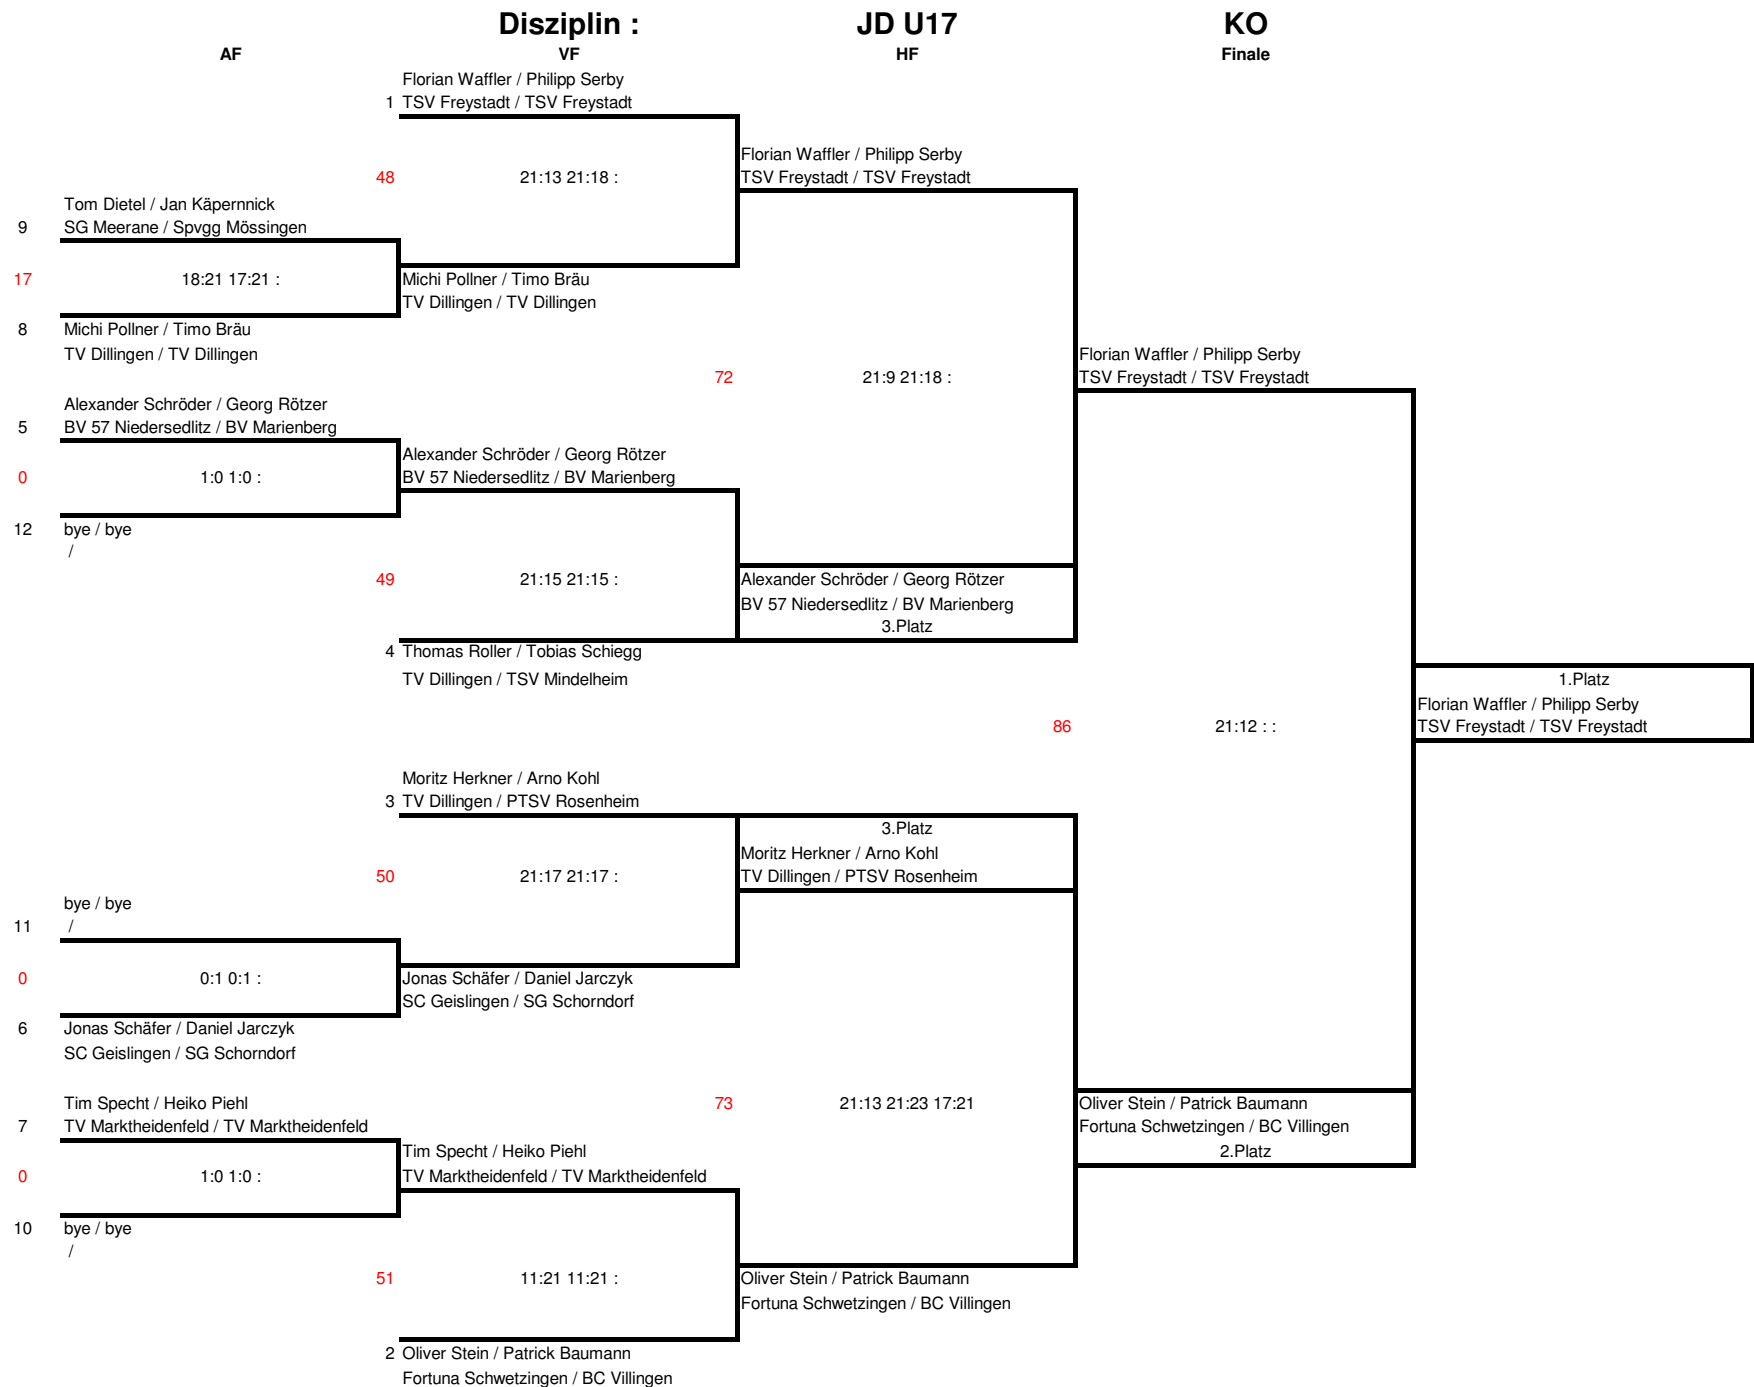 Disziplin : JD U17 KO
AF VF HF Finale
Florian Waffler / Philipp Serby
1 TSV Freystadt / TSV Freystadt
Florian Waffler / Philipp Serby
48 21:13 21:18 : TSV Freystadt / TSV Freystadt
Tom Dietel / Jan Käpernnick
9 SG Meerane / Spvgg Mössingen
17 18:21 17:21 : Michi Pollner / Timo Bräu
TV Dillingen / TV Dillingen
8 Michi Pollner / Timo Bräu
TV Dillingen / TV Dillingen Florian Waffler / Philipp Serby
72 21:9 21:18 : TSV Freystadt / TSV Freystadt
Alexander Schröder / Georg Rötzer
5 BV 57 Niedersedlitz / BV Marienberg
Alexander Schröder / Georg Rötzer
0 1:0 1:0 : BV 57 Niedersedlitz / BV Marienberg
12 bye / bye
/
49 21:15 21:15 : Alexander Schröder / Georg Rötzer
BV 57 Niedersedlitz / BV Marienberg
3.Platz
4 Thomas Roller / Tobias Schiegg
TV Dillingen / TSV Mindelheim 1.Platz
Florian Waffler / Philipp Serby
86 21:12 : : TSV Freystadt / TSV Freystadt
Moritz Herkner / Arno Kohl
3 TV Dillingen / PTSV Rosenheim
3.Platz
Moritz Herkner / Arno Kohl
50 21:17 21:17 : TV Dillingen / PTSV Rosenheim
bye / bye
11 /
0 0:1 0:1 : Jonas Schäfer / Daniel Jarczyk
SC Geislingen / SG Schorndorf
6 Jonas Schäfer / Daniel Jarczyk
SC Geislingen / SG Schorndorf
Tim Specht / Heiko Piehl 73 21:13 21:23 17:21 Oliver Stein / Patrick Baumann
7 TV Marktheidenfeld / TV Marktheidenfeld Fortuna Schwetzingen / BC Villingen
Tim Specht / Heiko Piehl 2.Platz
0 1:0 1:0 : TV Marktheidenfeld / TV Marktheidenfeld
10 bye / bye
/
51 11:21 11:21 : Oliver Stein / Patrick Baumann
Fortuna Schwetzingen / BC Villingen
2 Oliver Stein / Patrick Baumann
Fortuna Schwetzingen / BC Villingen